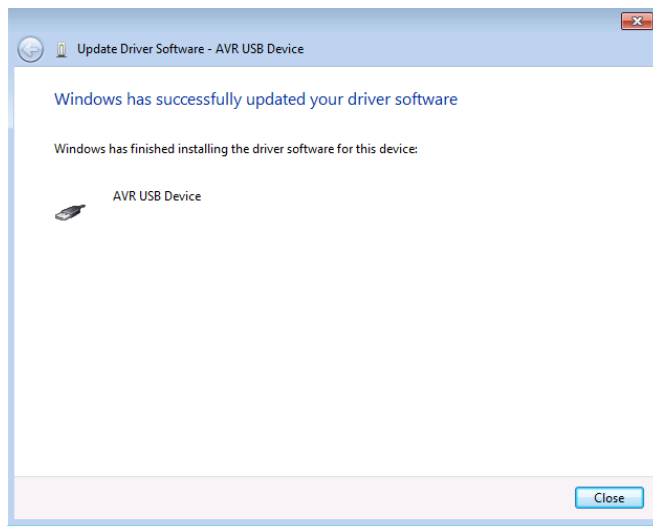 Update Driver Software - AVR USB Device
Windows has successfully updated your driver software
Windows has finished installing the driver software for this device:
AVR USB Device
Close